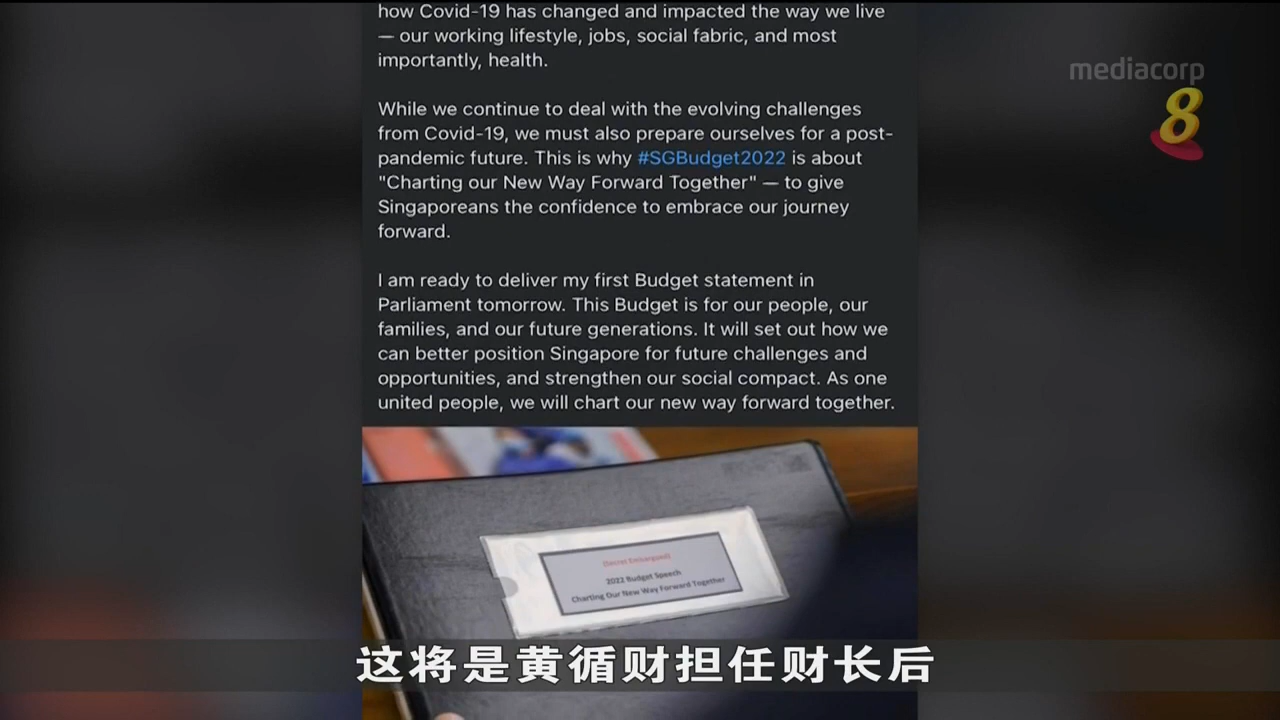 how Covid-19 has changed and impacted the way we live
— our working lifestyle, jobs, social fabric, and most
importantly, health.
While we continue to deal with the evolving challenges
from Covid-19, we must also prepare ourselves for a post-
pandemic future. This is why #SGBudget2022 is about
"Charting our New Way Forward Together" — to give
Singaporeans the confidence to embrace our journey
forward.
I am ready to deliver my first Budget statement in
Parliament tomorrow. This Budget is for our people, our
families, and our future generations. It will set out how we
can better position Singapore for future challenges and
opportunities, and strengthen our social compact. As one
united people, we will chart our new way forward together.
mediacorp
8
(Secret Embargoed)
2022 Budget Speech
Charting Our New Way Forward Together
这将是黄循财担任财长后